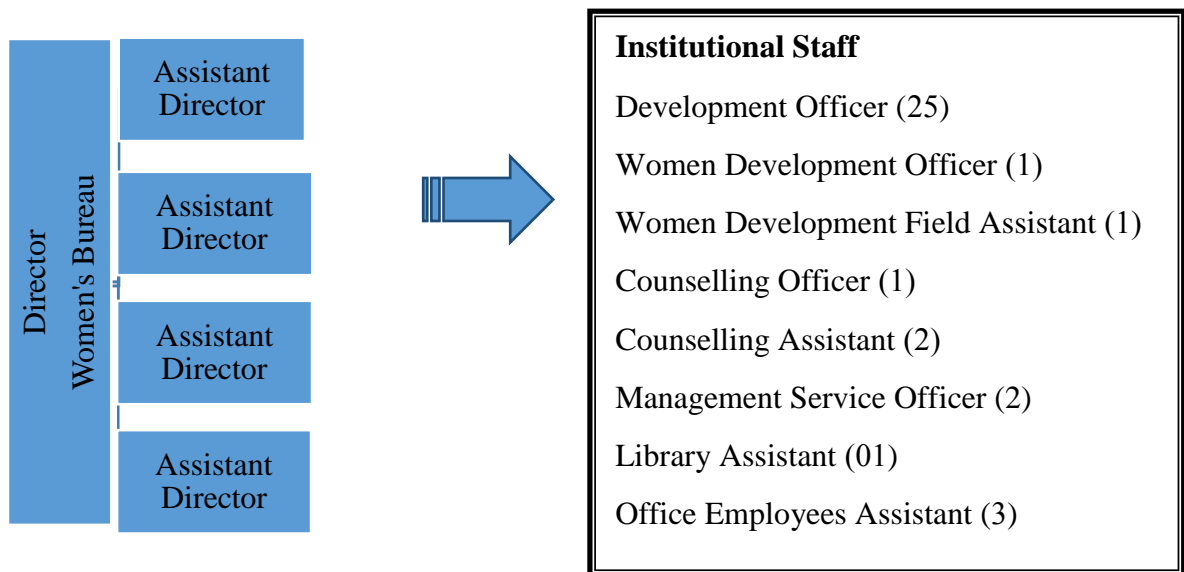 Director
Women's Bureau
Assistant
Director
Assistant
Director
Assistant
Director
Assistant
Director
Institutional Staff
Development Officer (25)
Women Development Officer (1)
Women Development Field Assistant (1)
Counselling Officer (1)
Counselling Assistant (2)
Management Service Officer (2)
Library Assistant (01)
Office Employees Assistant (3)